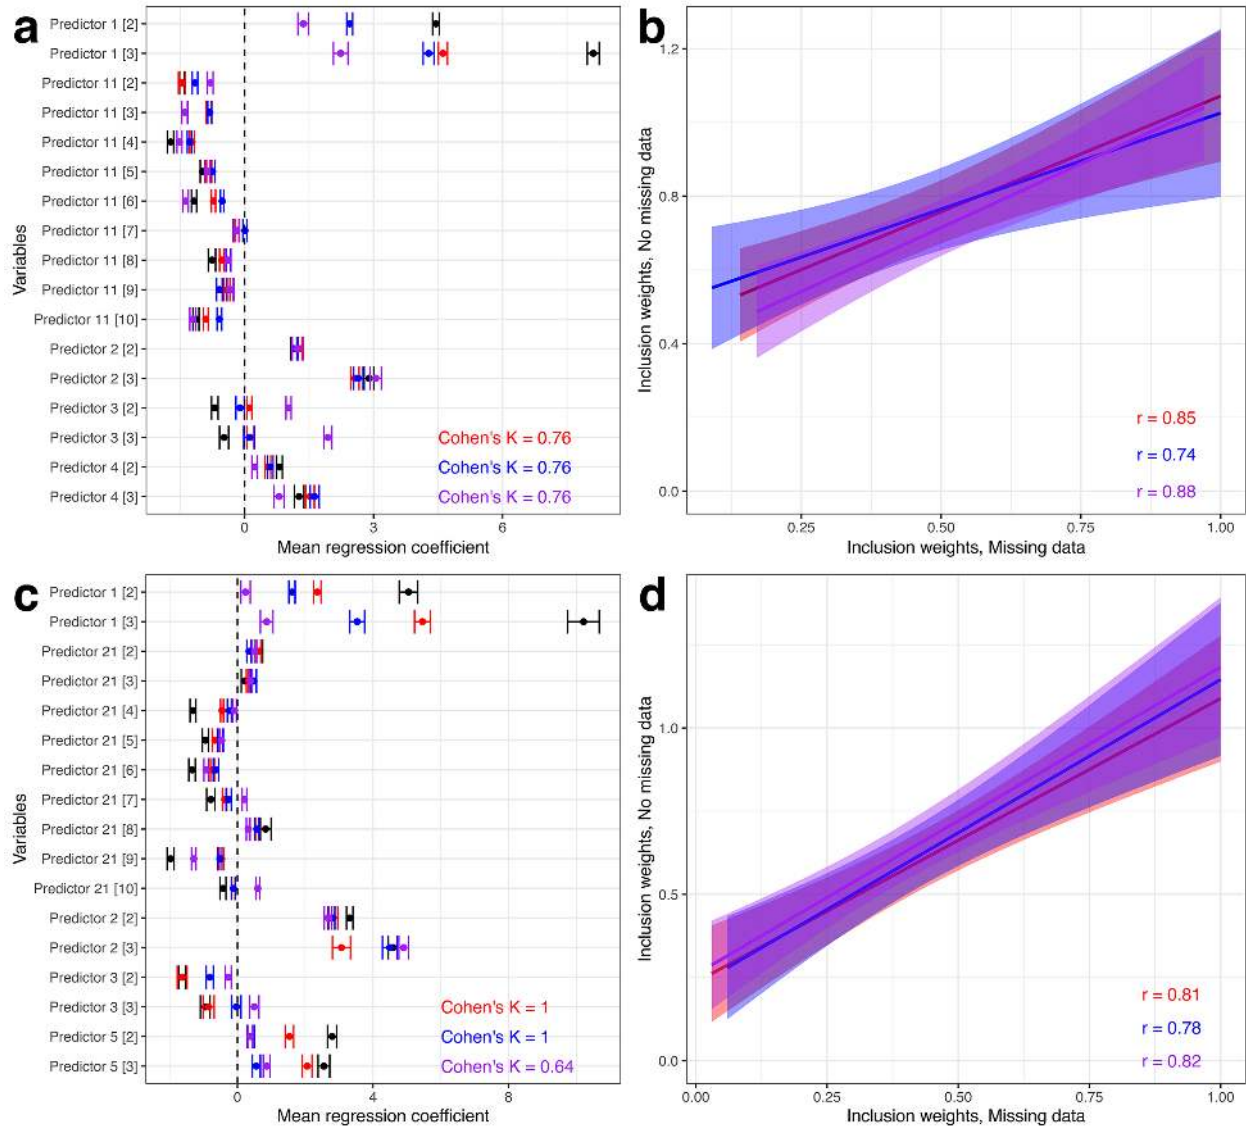 a
Predictor 1 [2]
Predictor 1 [3]
Predictor 11 [2]
Predictor 11 [3]
Predictor 11 [4]
Predictor 11 [5]
Predictor 11 [6]
Predictor 11 [7]
Predictor 11 [8]
Predictor 11 [9]
Predictor 11 [10]
Predictor 2 [2]
Predictor 2 [3]
Predictor 3 [2]
Predictor 3 [3]
Predictor 4 [2]
Predictor 4 [3]
Variables
Cohen's K = 0.76
Cohen's K = 0.76
Cohen's K = 0.76
0 3 6
Mean regression coefficient
b
Inclusion weights, No missing data
1.2
0.8
0.4
0.0
r = 0.85
r = 0.74
r = 0.88
0.25 0.50 0.75 1.00
Inclusion weights, Missing data
c
Predictor 1 [2]
Predictor 1 [3]
Predictor 21 [2]
Predictor 21 [3]
Predictor 21 [4]
Predictor 21 [5]
Predictor 21 [6]
Predictor 21 [7]
Predictor 21 [8]
Predictor 21 [9]
Predictor 21 [10]
Predictor 2 [2]
Predictor 2 [3]
Predictor 3 [2]
Predictor 3 [3]
Predictor 5 [2]
Predictor 5 [3]
Variables
Cohen's K = 1
Cohen's K = 1
Cohen's K = 0.64
0 4 8
Mean regression coefficient
d
Inclusion weights, No missing data
1.0
0.5
0.0
r = 0.81
r = 0.78
r = 0.82
0.00 0.25 0.50 0.75 1.00
Inclusion weights, Missing data